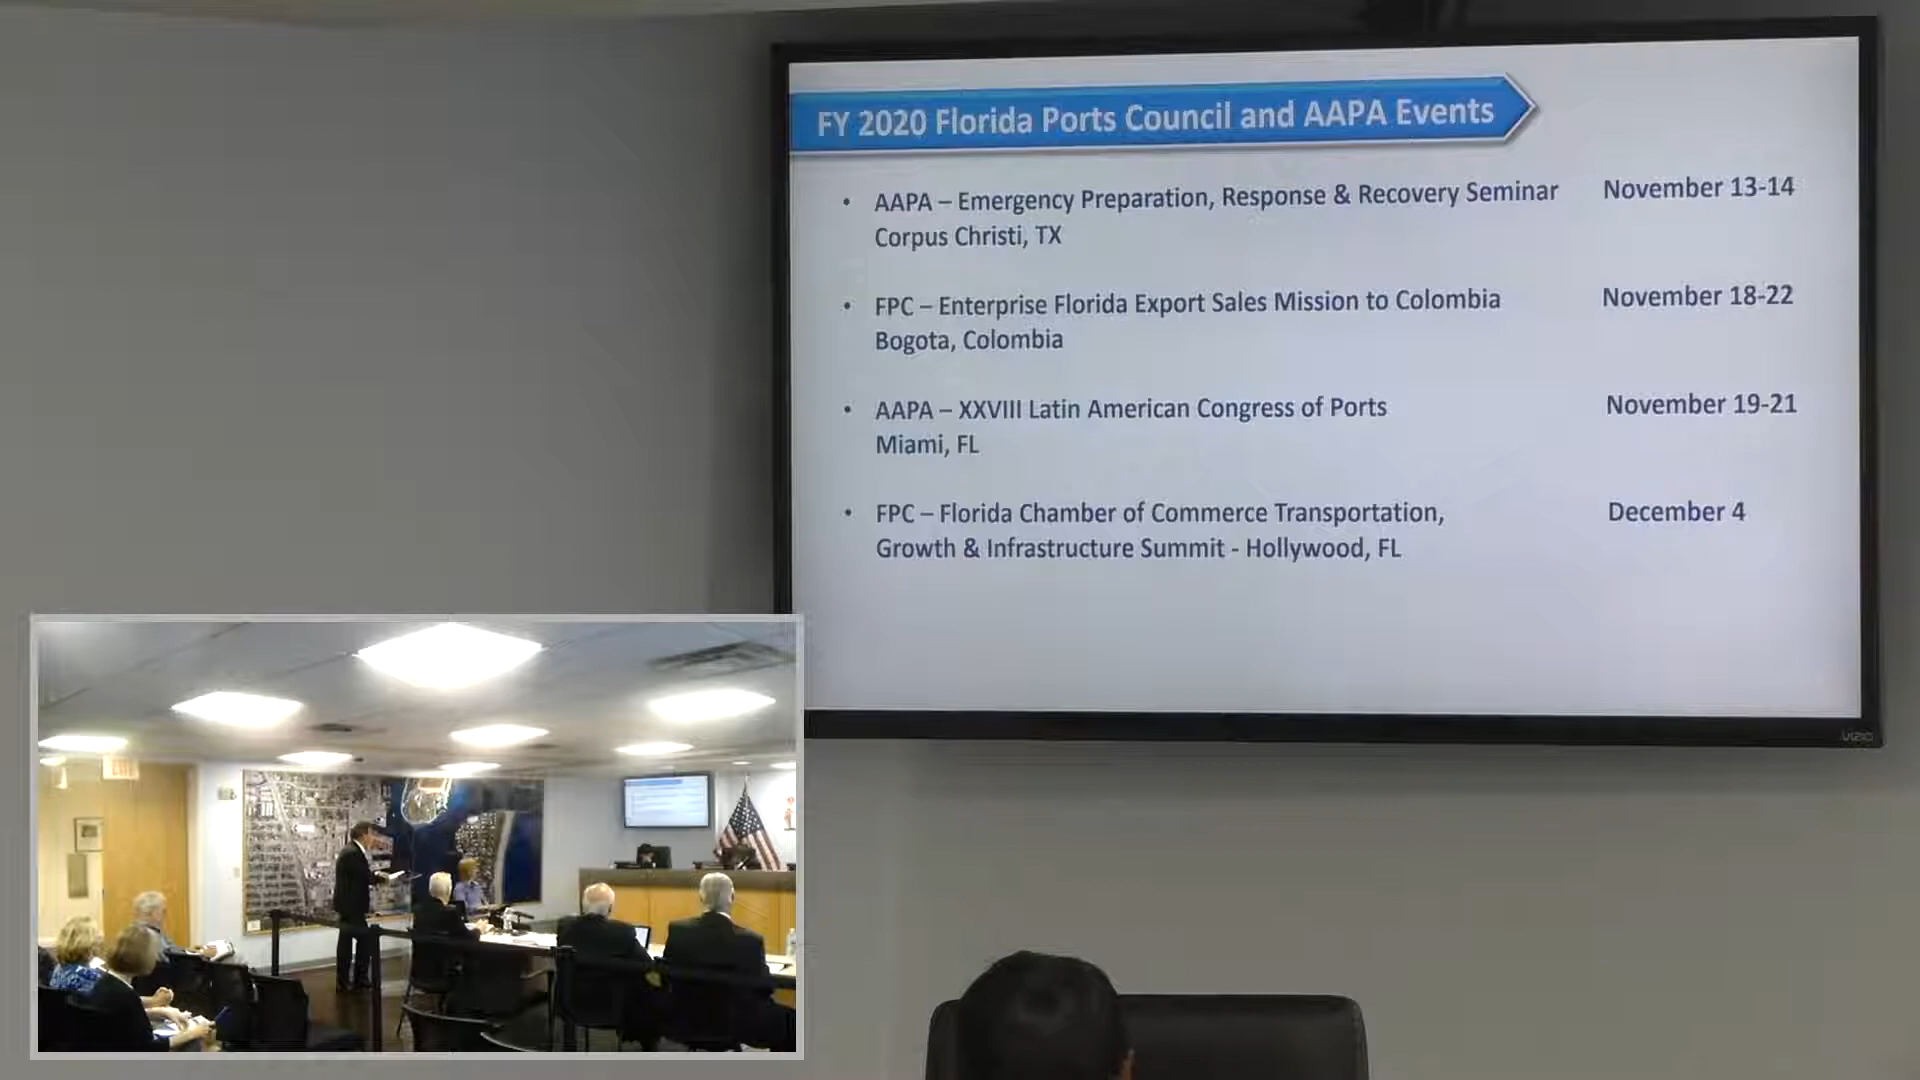 FY 2020 Florida Ports Council and AAPA Events
• AAPA – Emergency Preparation, Response & Recovery Seminar November 13-14
Corpus Christi, TX
• FPC – Enterprise Florida Export Sales Mission to Colombia November 18-22
Bogota, Colombia
• AAPA – XXVIII Latin American Congress of Ports November 19-21
Miami, FL
• FPC – Florida Chamber of Commerce Transportation, December 4
Growth & Infrastructure Summit - Hollywood, FL
VIZIO
EXIT